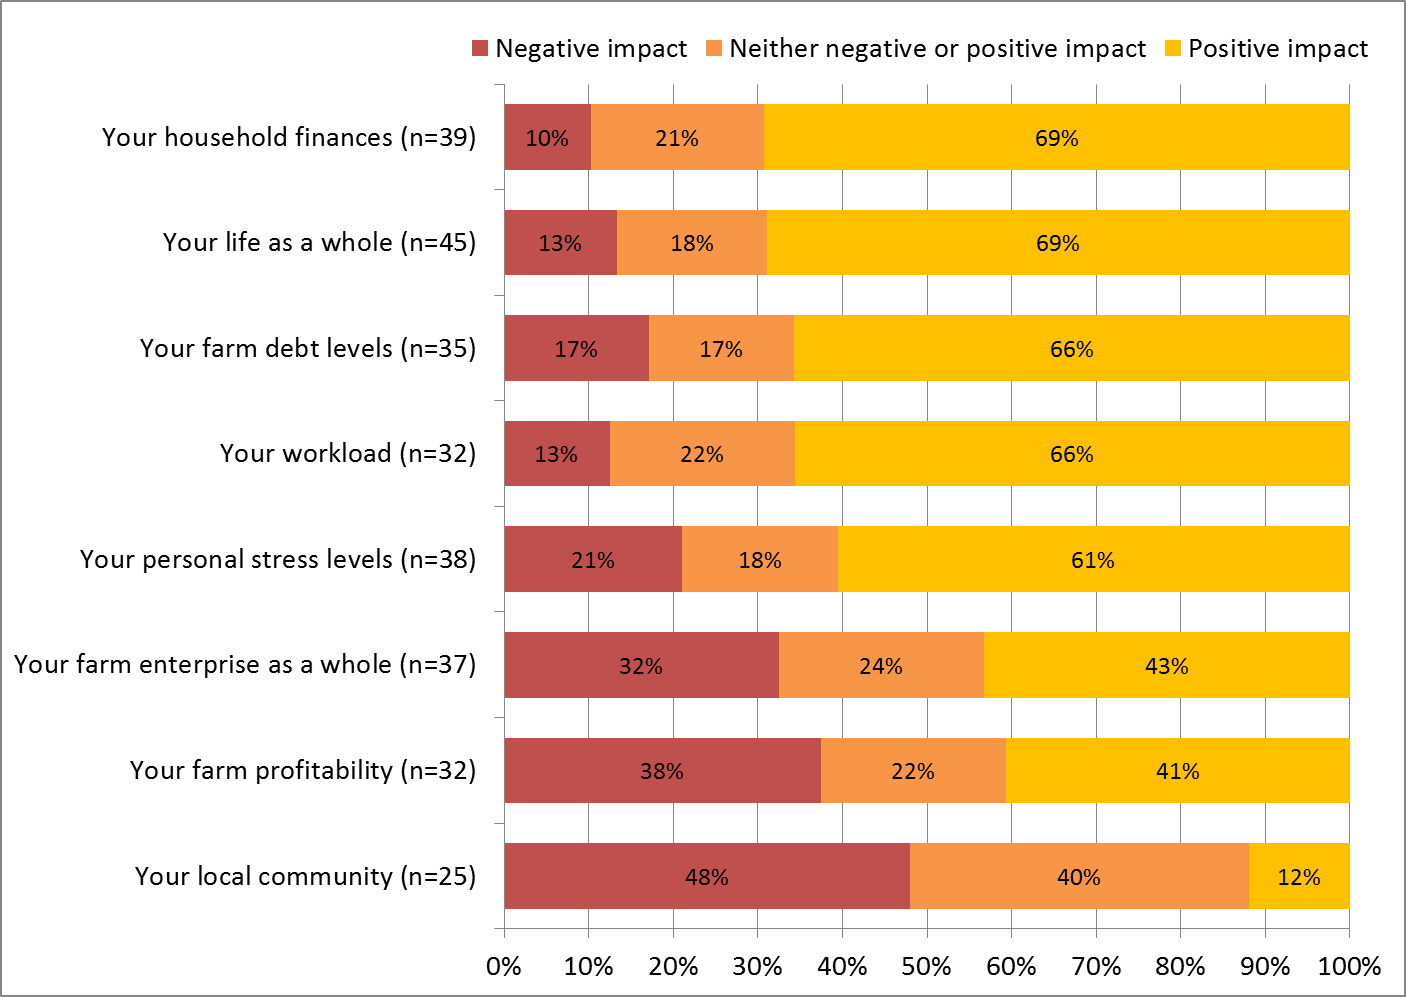 Negative impact Neither negative or positive impact Positive impact
Your household finances (n=39) 10% 21% 69%
Your life as a whole (n=45) 13% 18% 69%
Your farm debt levels (n=35) 17% 17% 66%
Your workload (n=32) 13% 22% 66%
Your personal stress levels (n=38) 21% 18% 61%
Your farm enterprise as a whole (n=37) 32% 24% 43%
Your farm profitability (n=32) 38% 22% 41%
Your local community (n=25) 48% 40% 12%
0% 10% 20% 30% 40% 50% 60% 70% 80% 90% 100%